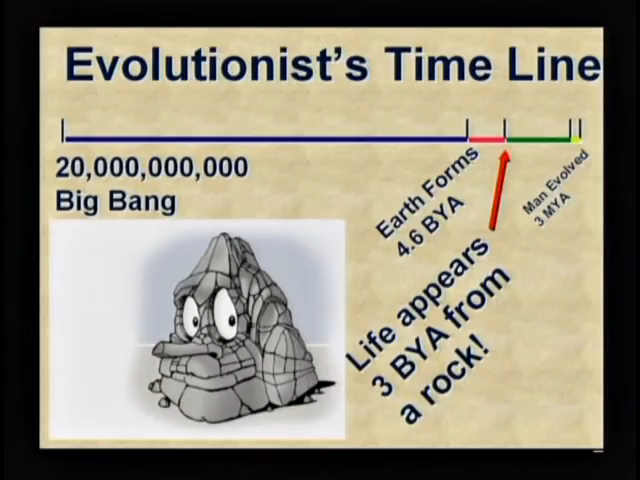 Evolutionist's Time Line
20,000,000,000
Big Bang
Earth Forms
4.6 BYA
Life appears
3 BYA from
a rock!
Man Evolved
3 MYA